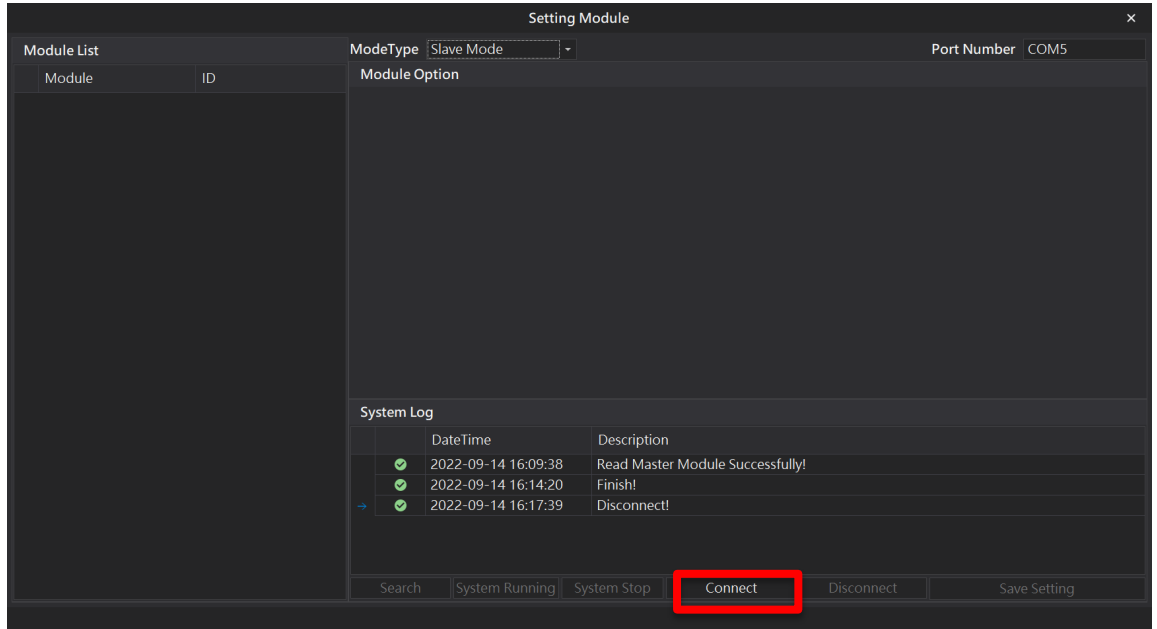 Setting Module
Module List
ModeType Slave Mode Port Number COM5
Module ID
Module Option
System Log
DateTime Description
2022-09-14 16:09:38 Read Master Module Successfully!
2022-09-14 16:14:20 Finish!
2022-09-14 16:17:39 Disconnect!
Search System Running System Stop Connect Disconnect Save Setting